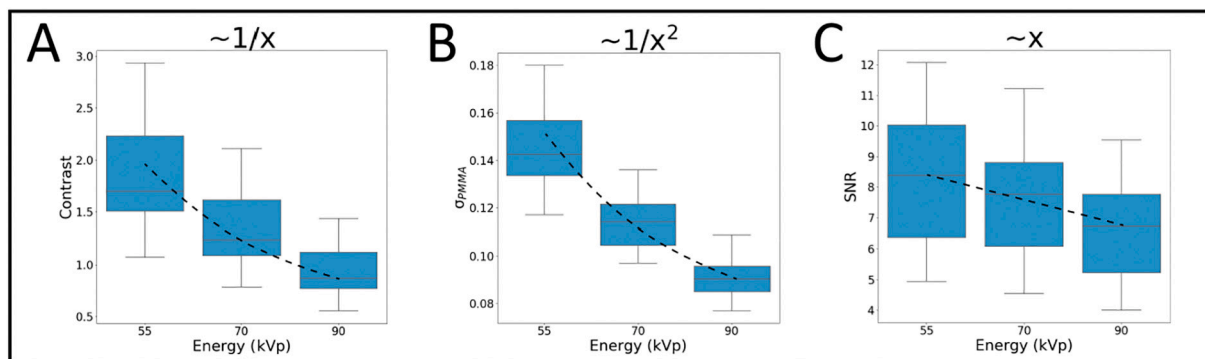 A
~1/x
3.0
2.5
2.0
1.5
1.0
0.5
Contrast
55
70
90
Energy (kVp)
B
~1/x²
0.18
0.16
0.14
0.12
0.10
0.08
σPMMA
55
70
90
Energy (kVp)
C
~x
12
11
10
9
8
7
6
5
4
SNR
55
70
90
Energy (kVp)